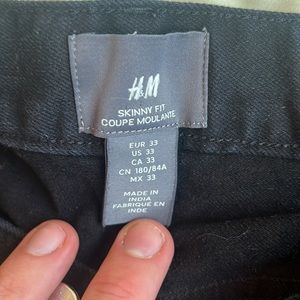 H&M
SKINNY FIT
COUPE MOULANTE
EUR 33
US 33
CA 33
CN 180/84A
MX 33
MADE IN
INDIA
FABRIQUÉ EN
INDE